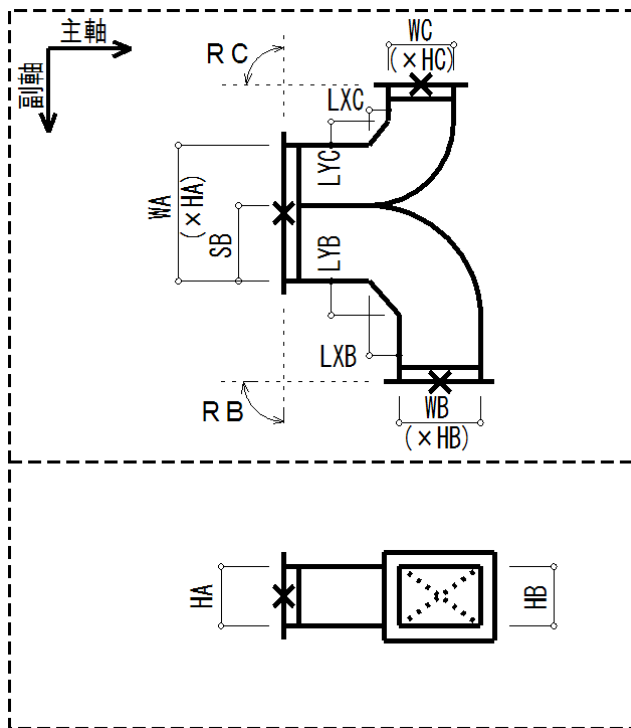 主軸
副軸
RC
WC
(×HC)
LXC
LYC
WA
(×HA)
SB
LYB
LXB
RB
WB
(×HB)
HA
HB